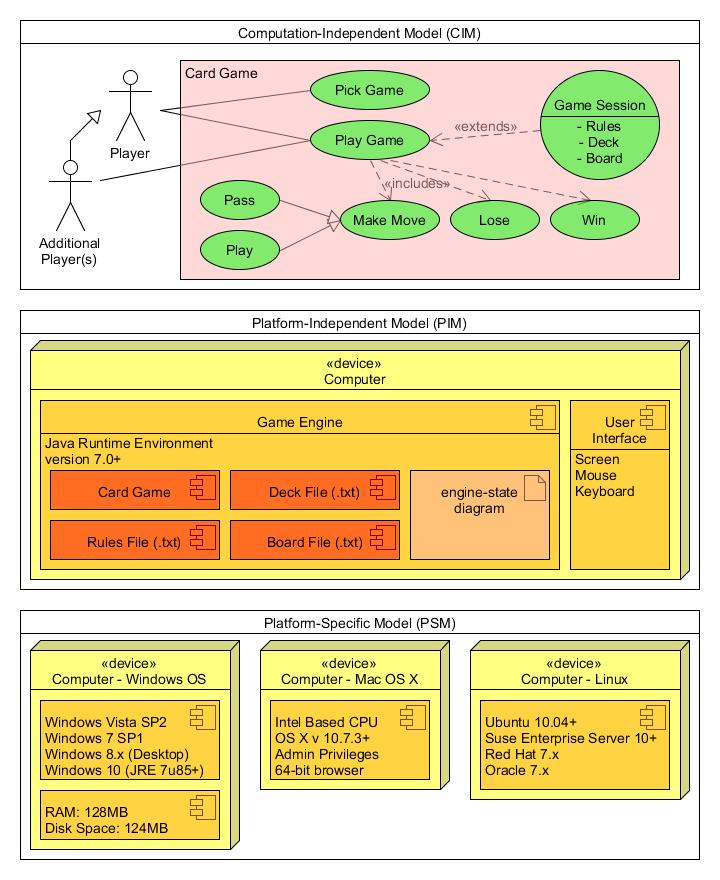 Computation-Independent Model (CIM)
Card Game
Pick Game
Play Game
«extends»
Game Session
- Rules
- Deck
- Board
Player
«includes»
Pass
Play
Make Move
Lose
Win
Additional
Player(s)
Platform-Independent Model (PIM)
«device»
Computer
Game Engine
Java Runtime Environment
version 7.0+
Card Game
Deck File (.txt)
engine-state
diagram
Rules File (.txt)
Board File (.txt)
User
Interface
Screen
Mouse
Keyboard
Platform-Specific Model (PSM)
«device»
Computer - Windows OS
Windows Vista SP2
Windows 7 SP1
Windows 8.x (Desktop)
Windows 10 (JRE 7u85+)
RAM: 128MB
Disk Space: 124MB
«device»
Computer - Mac OS X
Intel Based CPU
OS X v 10.7.3+
Admin Privileges
64-bit browser
«device»
Computer - Linux
Ubuntu 10.04+
Suse Enterprise Server 10+
Red Hat 7.x
Oracle 7.x